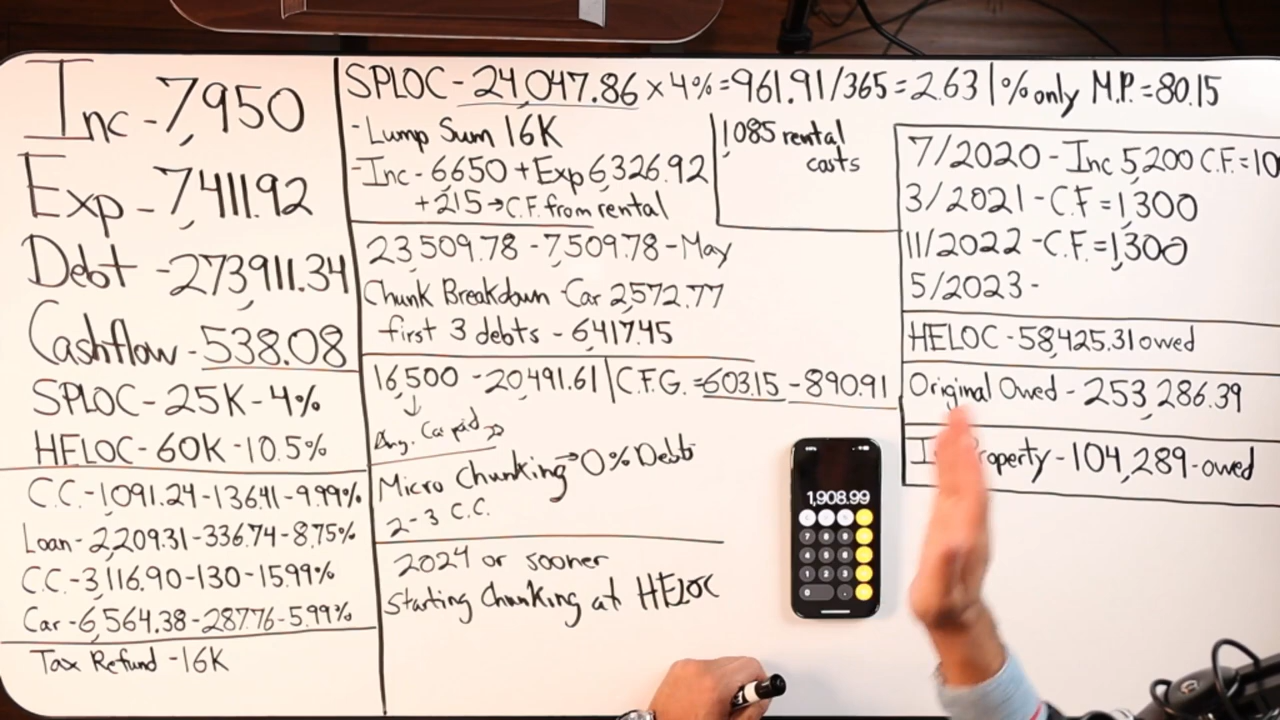 Inc - 7,950
Exp - 7,411.92
Debt - 273,911.34
Cashflow - 538.08
SPLOC - 25K - 4%
HELOC - 60K - 10.5%
C.C. - 1091.24 - 136.41 - 9.99%
Loan - 2,209.31 - 336.74 - 8.75%
C.C. - 3,116.90 - 130 - 15.99%
Car - 6,564.38 - 287.76 - 5.99%
Tax Refund - 16K
SPLOC - 24,047.86 x 4% = 961.91/365 = 2.63 | % only M.P. = 80.15
- Lump Sum 16K
- Inc - 6650 + Exp 6,326.92
+215 → C.F. from rental
1,085 rental
costs
23,509.78 - 7,509.78 - May
Chunk Breakdown - Car 2,572.77
first 3 debts - 6,417.45
16,500 - 20,491.61 | C.F.G. = 603.15 - 890.91
Car paid
Micro Chunking → 0% Debt
2-3 C.C.
2024 or sooner
Starting Chunking at HELOC
7/2020 - Inc 5,200 C.F. = 10
3/2021 - C.F = 1,300
11/2022 - C.F. = 1,300
5/2023 -
HELOC - 58,425.31 owed
Original Owed - 253,286.39
Property - 104,289 - owed
1,908.99